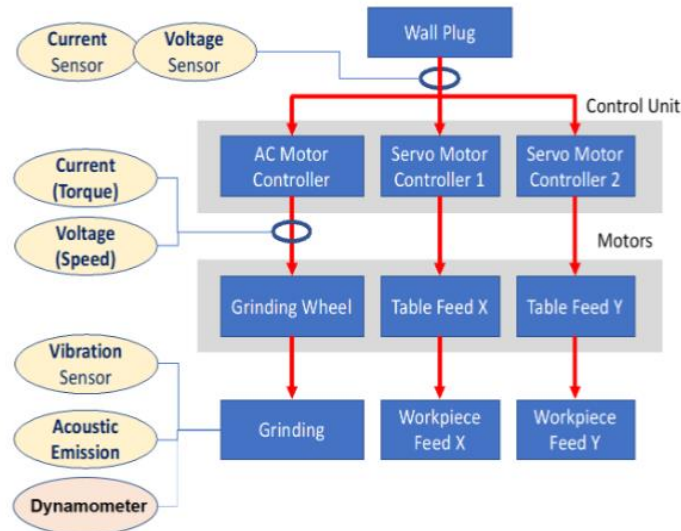 Current
Sensor
Voltage
Sensor
Wall Plug
Control Unit
AC Motor
Controller
Servo Motor
Controller 1
Servo Motor
Controller 2
Current
(Torque)
Voltage
(Speed)
Motors
Grinding Wheel
Table Feed X
Table Feed Y
Vibration
Sensor
Acoustic
Emission
Dynamometer
Grinding
Workpiece
Feed X
Workpiece
Feed Y